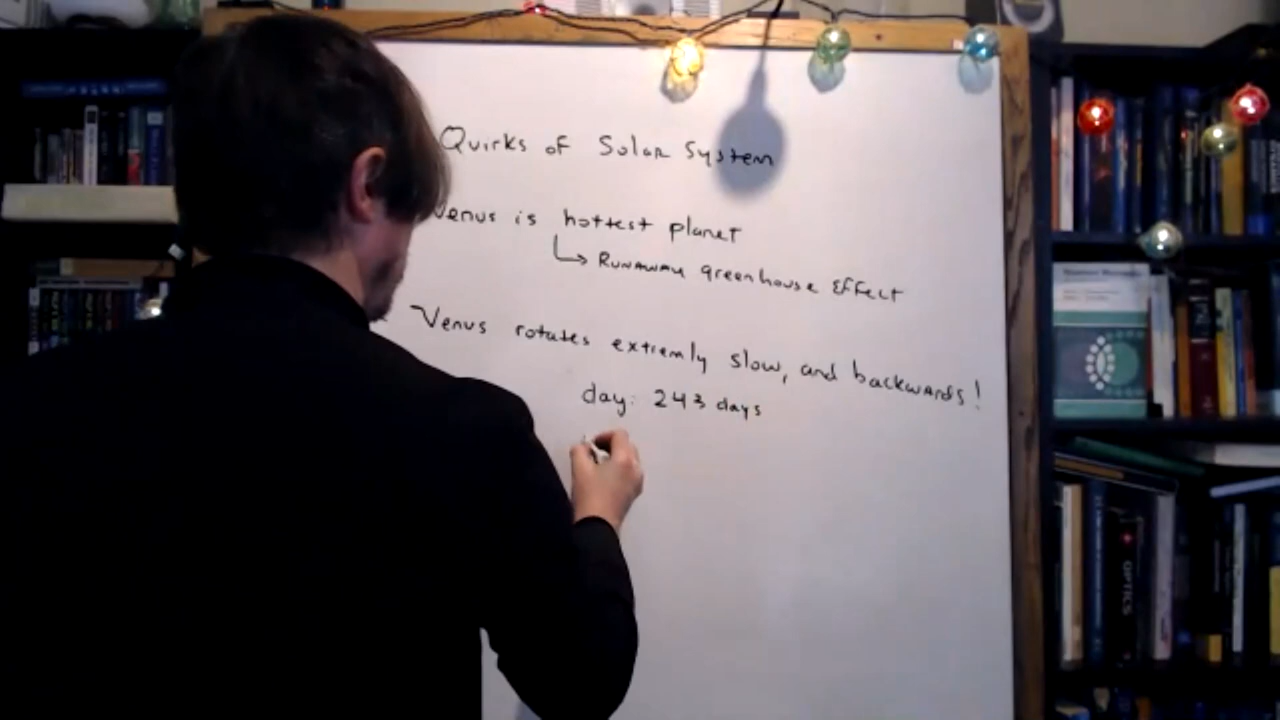 Quirks of Solar System
Venus is hottest planet
Runaway greenhouse Effect
Venus rotates extremly slow, and backwards!
day: 243 days
OPTICS